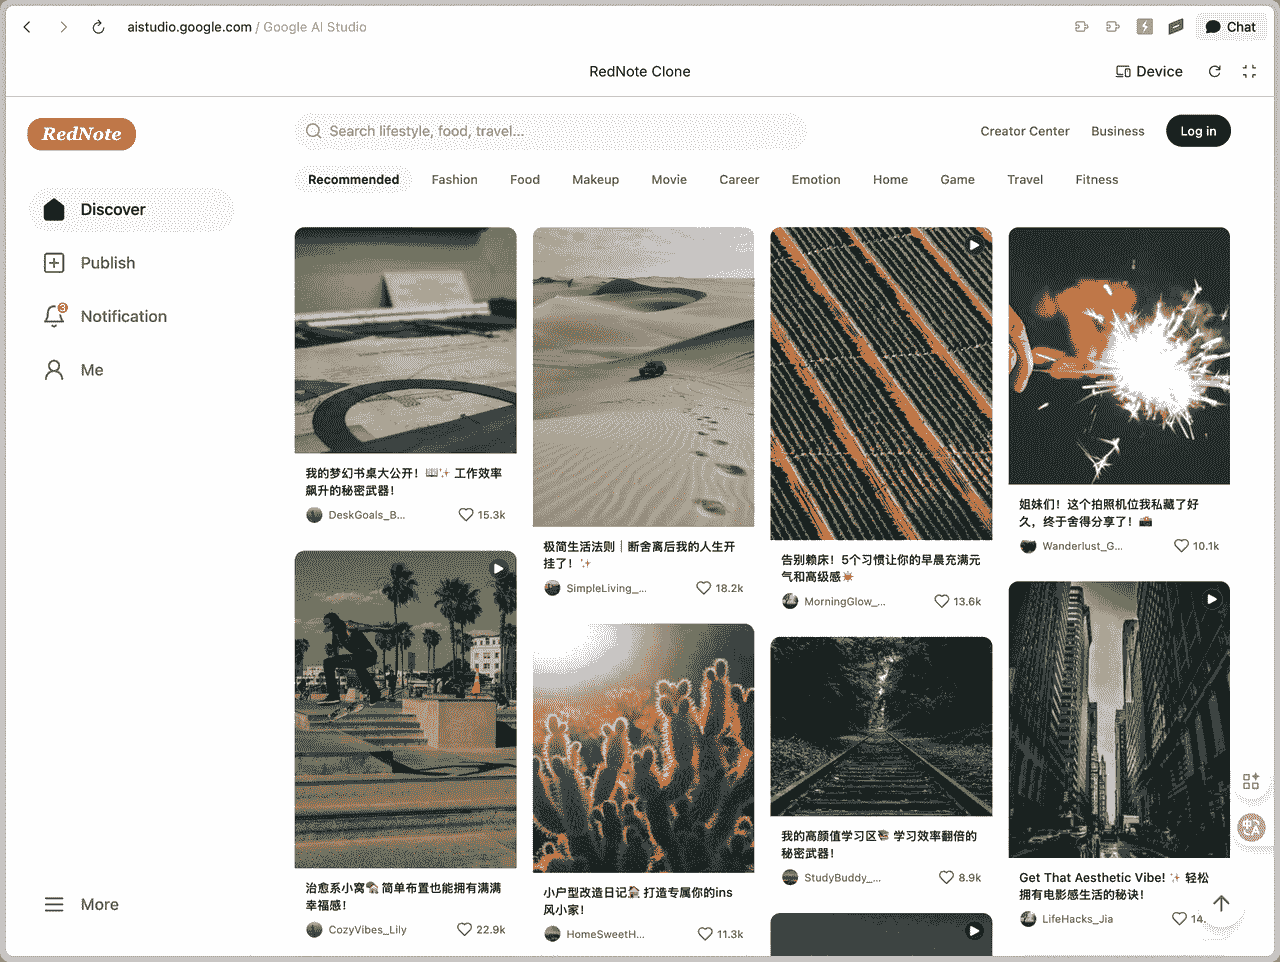 aistudio.google.com / Google AI Studio
Chat
RedNote Clone
Device
RedNote
Search lifestyle, food, travel...
Creator Center
Business
Log in
Recommended
Fashion
Food
Makeup
Movie
Career
Emotion
Home
Game
Travel
Fitness
Discover
Publish
3
Notification
Me
More
我的梦幻书桌大公开！📖✨ 工作效率
飙升的秘密武器！
DeskGoals_B...
15.3k
极简生活法则｜断舍离后我的人生开
挂了！✨
SimpleLiving_...
18.2k
告别赖床！5个习惯让你的早晨充满元
气和高级感💥
MorningGlow_...
13.6k
姐妹们！这个拍照机位我私藏了好
久，终于舍得分享了！📸
Wanderlust_G...
10.1k
治愈系小窝🏠 简单布置也能拥有满满
幸福感！
CozyVibes_Lily
22.9k
小户型改造日记🏠 打造专属你的ins
风小家！
HomeSweetH...
11.3k
我的高颜值学习区📚 学习效率翻倍的
秘密武器！
StudyBuddy_...
8.9k
Get That Aesthetic Vibe! ✨ 轻松
拥有电影感生活的秘诀！
LifeHacks_Jia
14.